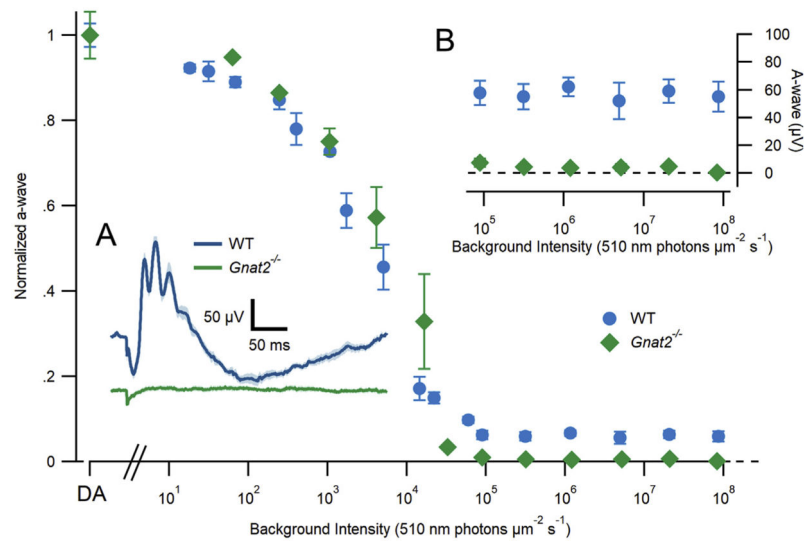 B
100
80
60
40
20
0
A-wave (µV)
10^5
10^6
10^7
10^8
Background Intensity (510 nm photons µm^-2 s^-1)
1
.8
.6
.4
.2
0
Normalized a-wave
A
WT
Gnat2^-/-
50 µV
50 ms
WT
Gnat2^-/-
DA
10^1
10^2
10^3
10^4
10^5
10^6
10^7
10^8
Background Intensity (510 nm photons µm^-2 s^-1)